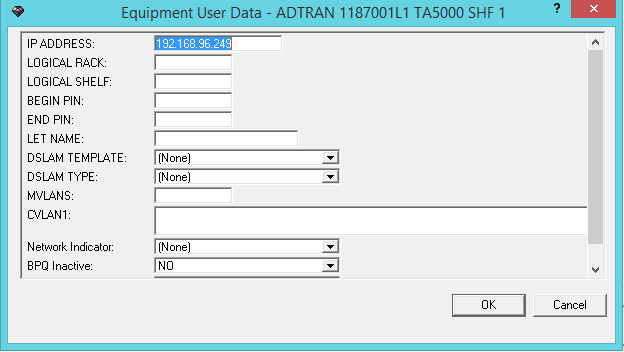 Equipment User Data - ADTRAN 1187001L1 TA5000 SHF 1
?
IP ADDRESS: 192.168.96.249
LOGICAL RACK:
LOGICAL SHELF:
BEGIN PIN:
END PIN:
LET NAME:
DSLAM TEMPLATE: (None)
DSLAM TYPE: (None)
MVLANS:
CVLAN1:
Network Indicator: (None)
BPQ Inactive: NO
OK Cancel